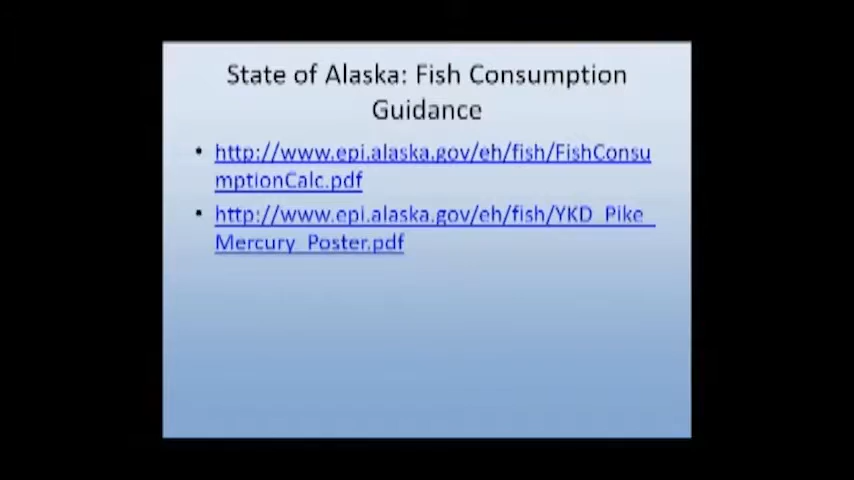 State of Alaska: Fish Consumption
Guidance
• http://www.epi.alaska.gov/eh/fish/FishConsu
mptionCalc.pdf
• http://www.epi.alaska.gov/eh/fish/YKD_Pike_
Mercury_Poster.pdf